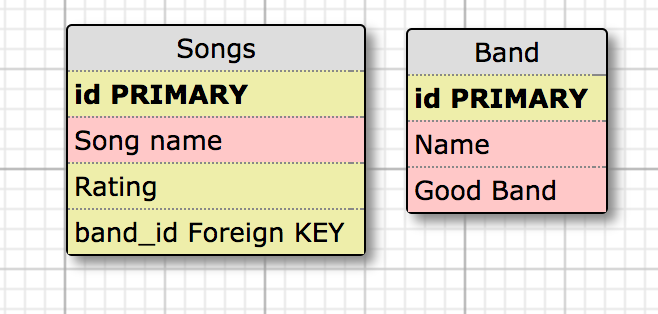 Songs
id PRIMARY
Song name
Rating
band_id Foreign KEY
Band
id PRIMARY
Name
Good Band